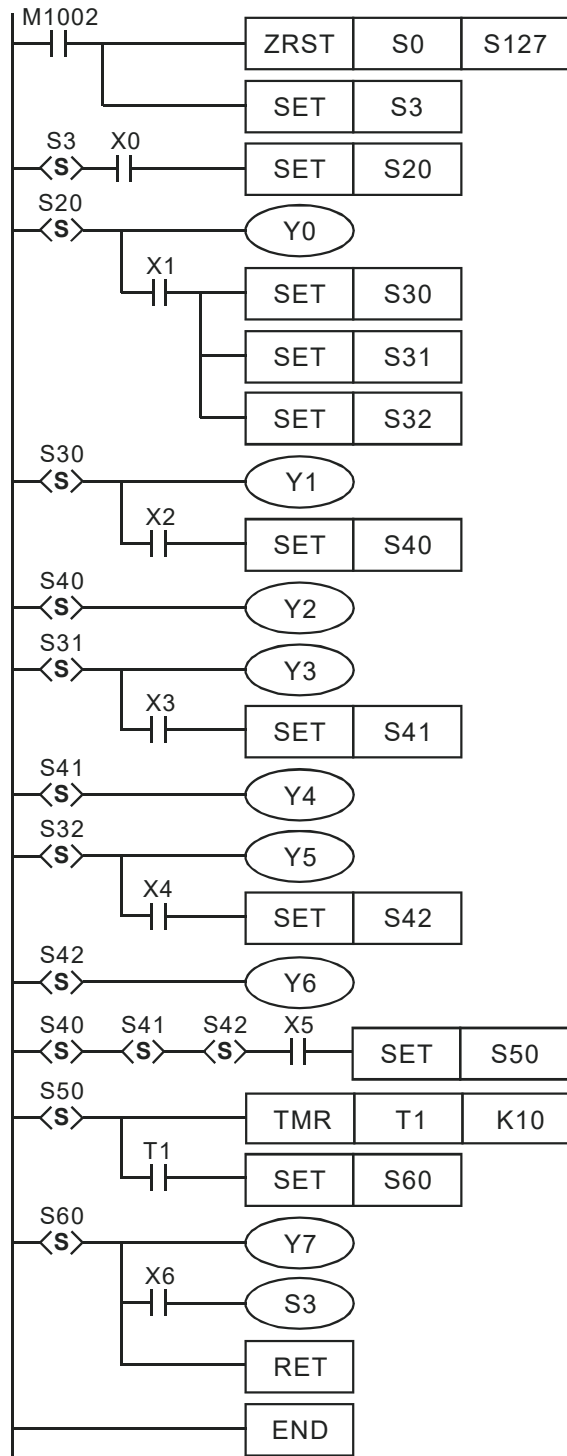 M1002
ZRST S0 S127
SET S3
S3 X0
S SET S20
S20
S Y0
X1
SET S30
SET S31
SET S32
S30
S Y1
X2
SET S40
S40
S Y2
S31
S Y3
X3
SET S41
S41
S Y4
S32
S Y5
X4
SET S42
S42
S Y6
S40 S41 S42 X5
S S S SET S50
S50
S TMR T1 K10
T1
SET S60
S60
S Y7
X6
S3
RET
END